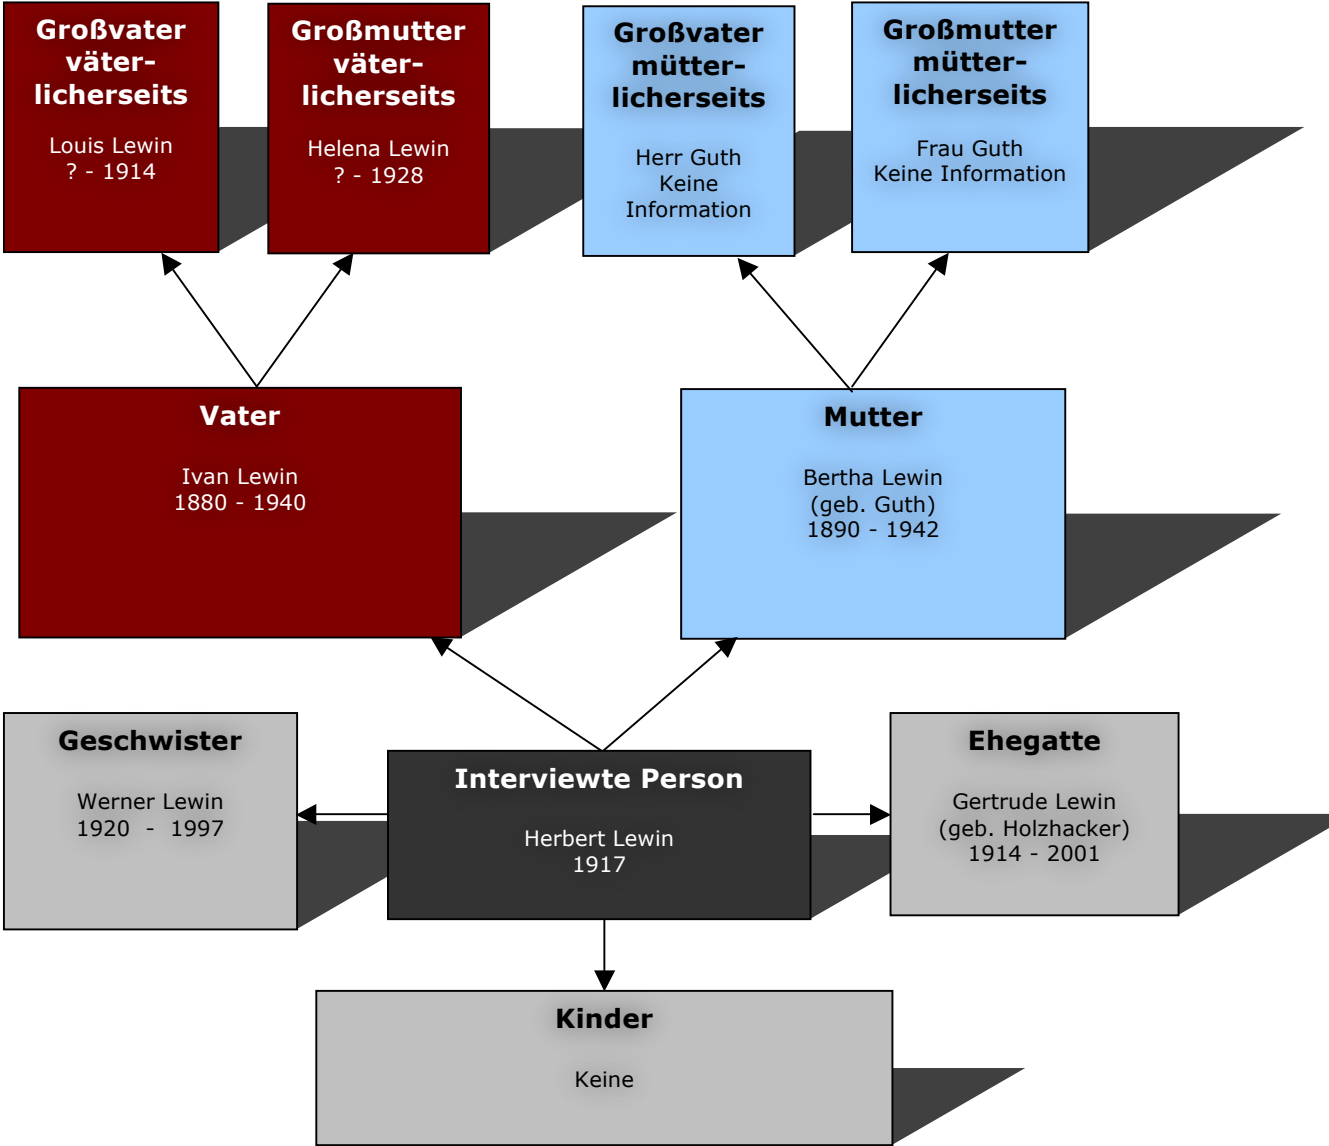 Großvater
väter-
licherseits
Louis Lewin
? - 1914
Großmutter
väter-
licherseits
Helena Lewin
? - 1928
Großvater
mütter-
licherseits
Herr Guth
Keine
Information
Großmutter
mütter-
licherseits
Frau Guth
Keine Information
Vater
Ivan Lewin
1880 - 1940
Mutter
Bertha Lewin
(geb. Guth)
1890 - 1942
Geschwister
Werner Lewin
1920 - 1997
Interviewte Person
Herbert Lewin
1917
Ehegatte
Gertrude Lewin
(geb. Holzhacker)
1914 - 2001
Kinder
Keine